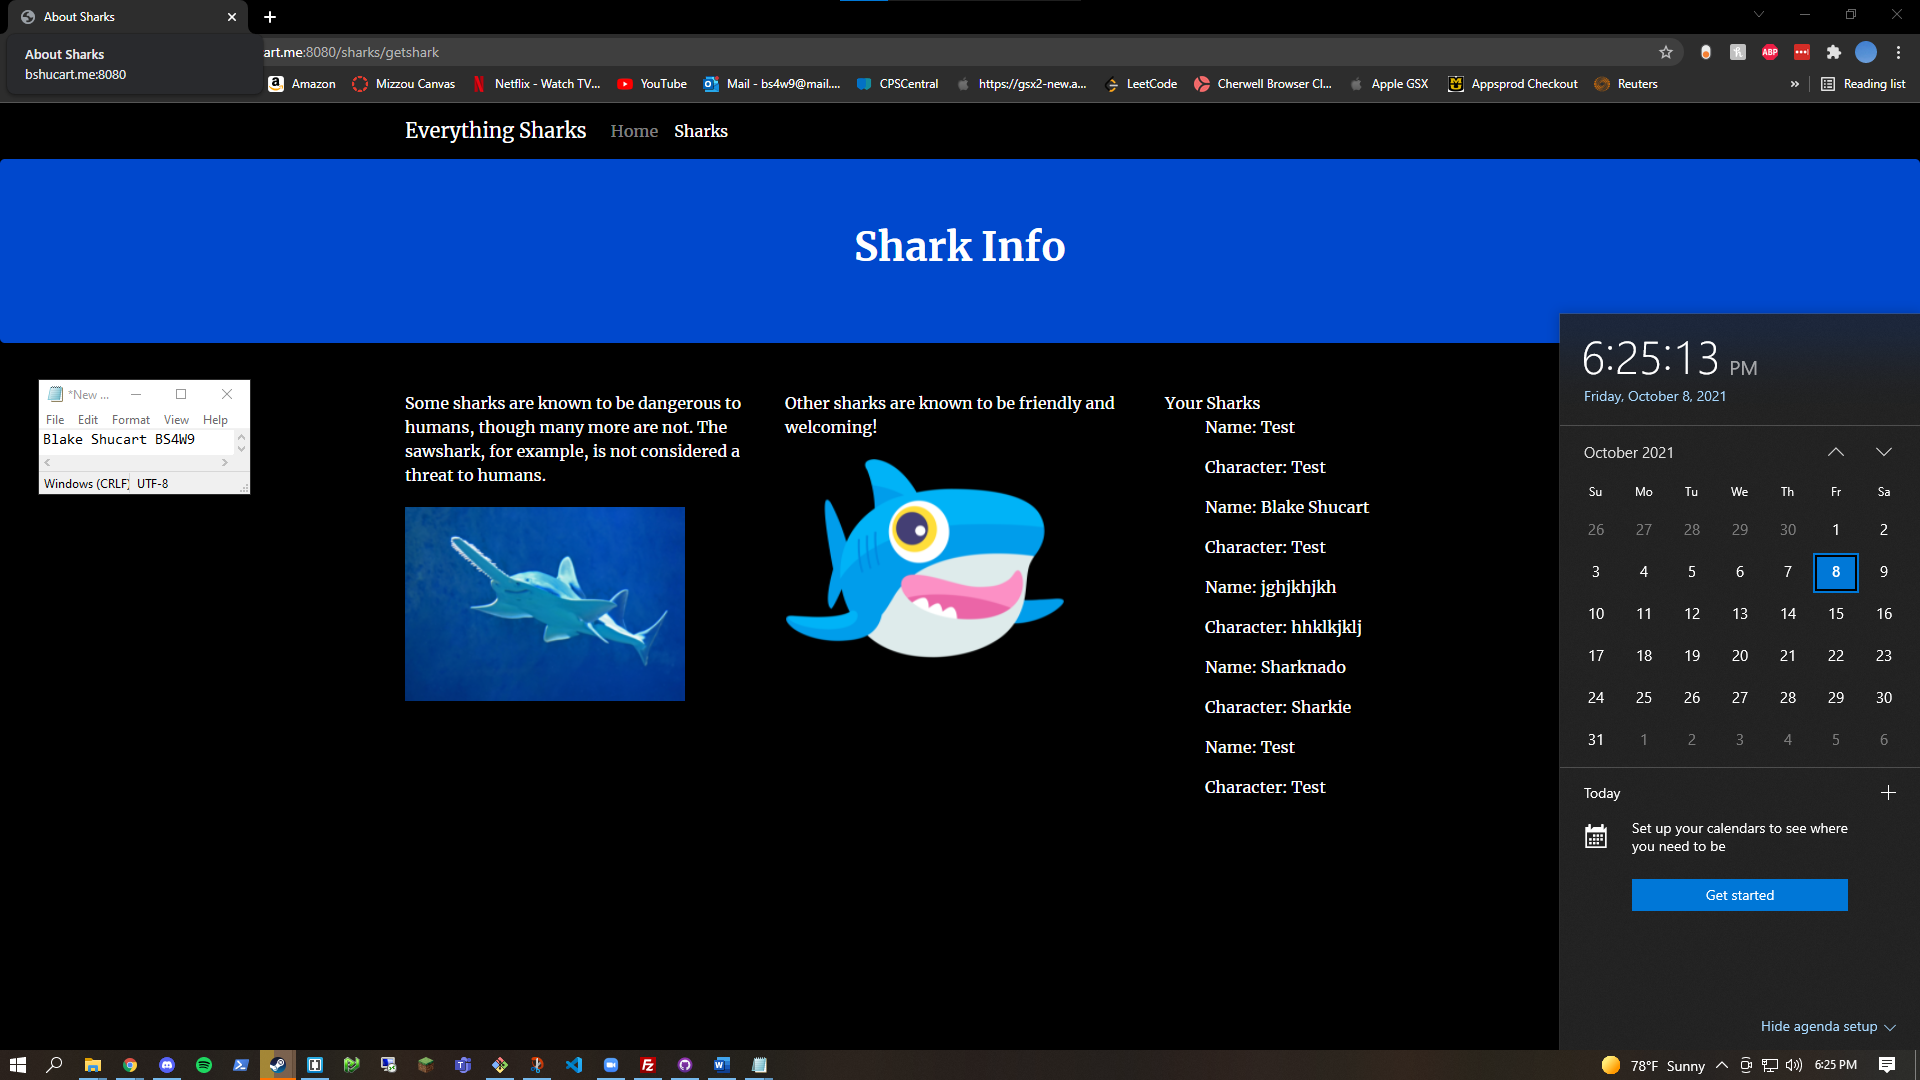 About Sharks
About Sharks
bshucart.me:8080
art.me:8080/sharks/getshark
ABP
Amazon
Mizzou Canvas
Netflix - Watch TV...
YouTube
Mail - bs4w9@mail....
CPSCentral
https://gsx2-new.a...
LeetCode
Cherwell Browser Cl...
Apple GSX
Appsprod Checkout
Reuters
»
Reading list
Everything Sharks
Home
Sharks
Shark Info
*New ...
File Edit Format View Help
Blake Shucart BS4W9
Windows (CRLF) UTF-8
Some sharks are known to be dangerous to
humans, though many more are not. The
sawshark, for example, is not considered a
threat to humans.
Other sharks are known to be friendly and
welcoming!
Your Sharks
Name: Test
Character: Test
Name: Blake Shucart
Character: Test
Name: jghjkhjkh
Character: hhklkjklj
Name: Sharknado
Character: Sharkie
Name: Test
Character: Test
6:25:13 PM
Friday, October 8, 2021
October 2021
Su Mo Tu We Th Fr Sa
26 27 28 29 30 1 2
3 4 5 6 7 8 9
10 11 12 13 14 15 16
17 18 19 20 21 22 23
24 25 26 27 28 29 30
31 1 2 3 4 5 6
Today
Set up your calendars to see where
you need to be
Get started
Hide agenda setup
78°F Sunny
6:25 PM